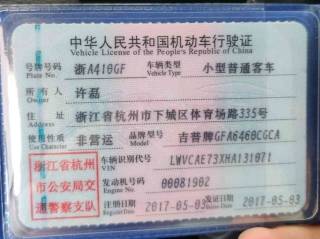 中华人民共和国机动车行驶证
Vehicle License of the People's Republic of China
号牌号码 浙A410GF 车辆类型 小型普通客车
Plate No. Vehicle Type
所有人 许磊
Owner
住址 浙江省杭州市下城区体育场路335号
Address
使用性质 非营运 品牌型号 吉普牌GFA6460CGCA
Use Character Model
浙江省杭州
市公安局交
通警察支队
车辆识别代号 LWVCAE73XHA131071
VIN
发动机号码 00081902
Engine No.
注册日期 2017-05-03 发证日期 2017-05-03
Register Date Issue Date